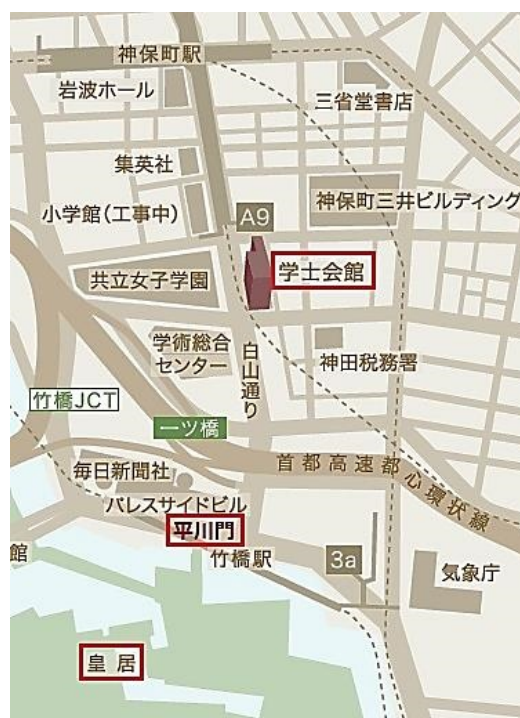 神保町駅
岩波ホール
三省堂書店
集英社
小学館(工事中)
A9
神保町三井ビルディング
学士会館
共立女子学園
学術総合
センター
白山通り
神田税務署
竹橋JCT
一ツ橋
首都高速都心環状線
毎日新聞社
パレスサイドビル
平川門
竹橋駅
館
3a
気象庁
皇居